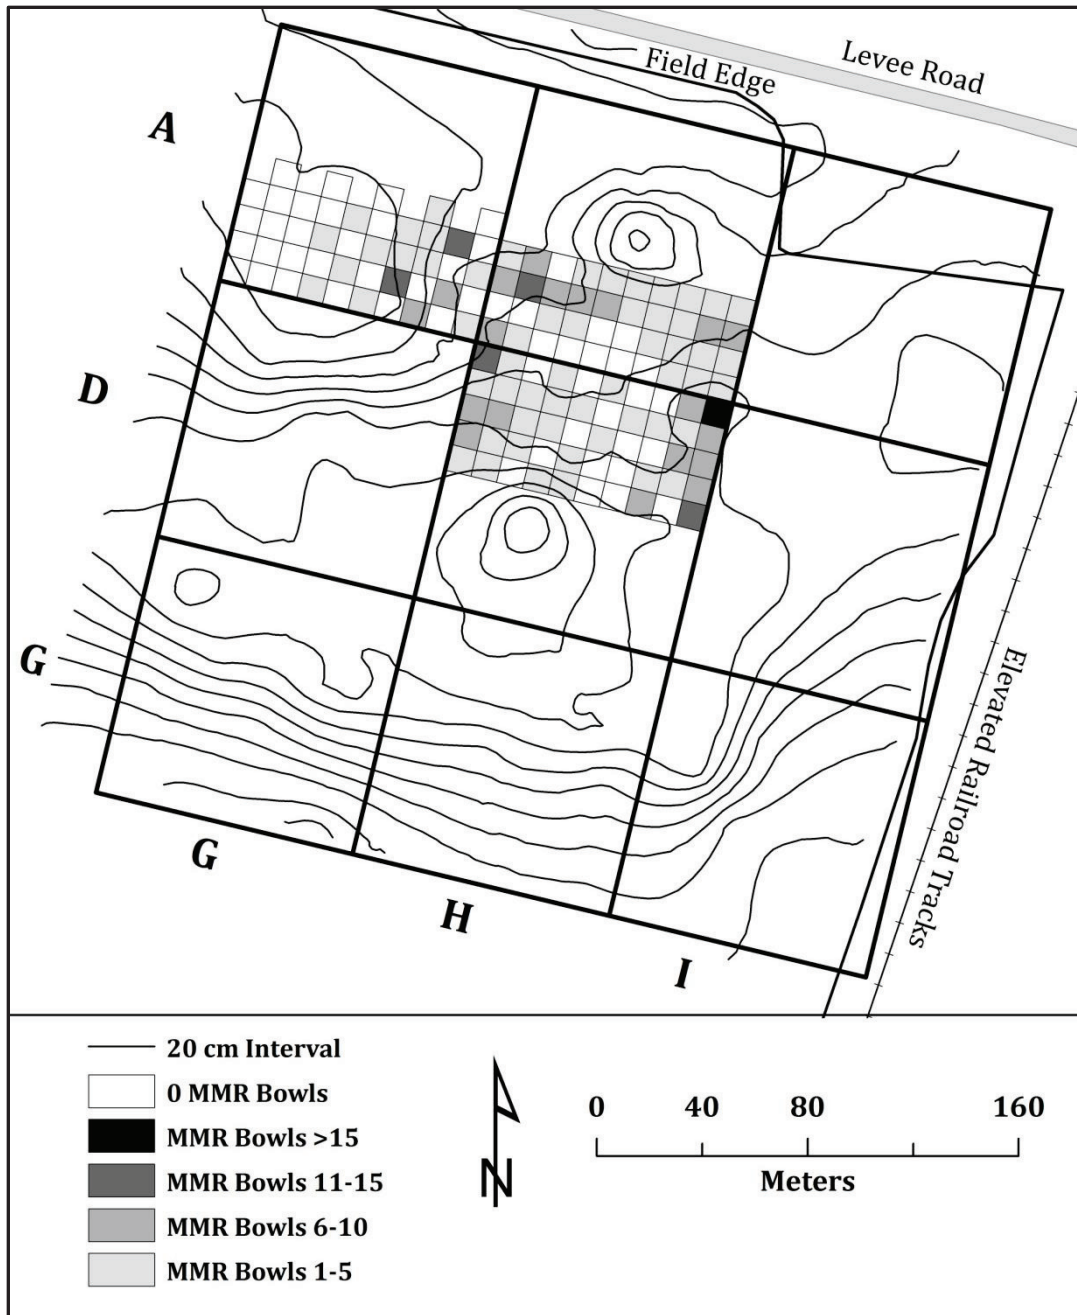 Levee Road
Field Edge
A
D
G
G
H
I
Elevated Railroad Tracks
20 cm Interval
0 MMR Bowls
MMR Bowls >15
MMR Bowls 11-15
MMR Bowls 6-10
MMR Bowls 1-5
N
0 40 80 160
Meters